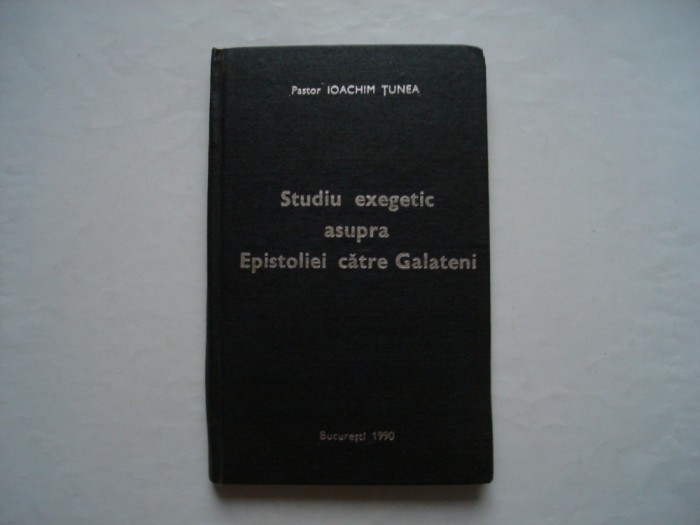 Pastor IOACHIM ȚUNEA
Studiu exegetic
asupra
Epistoliei către Galateni
București 1990